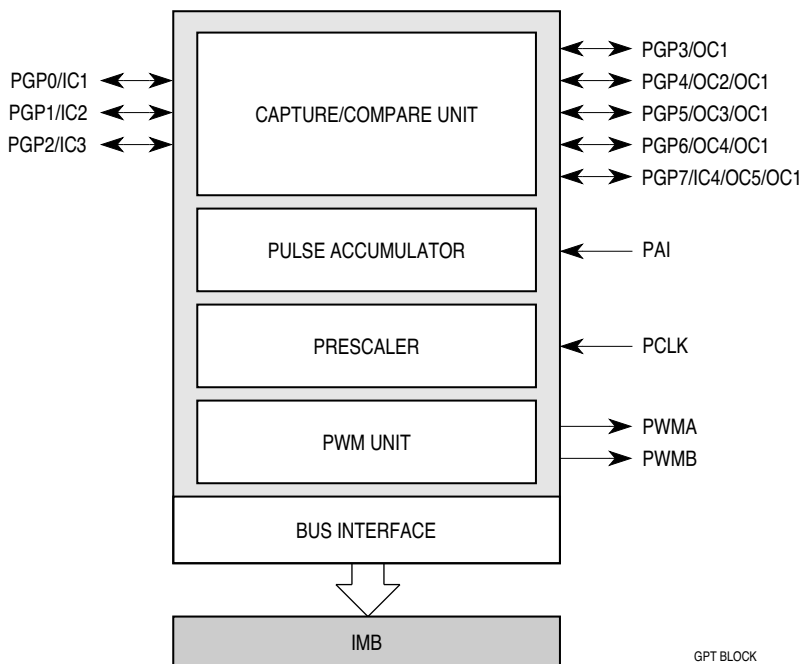 PGP0/IC1
PGP1/IC2
PGP2/IC3
CAPTURE/COMPARE UNIT
PGP3/OC1
PGP4/OC2/OC1
PGP5/OC3/OC1
PGP6/OC4/OC1
PGP7/IC4/OC5/OC1
PULSE ACCUMULATOR
PAI
PRESCALER
PCLK
PWM UNIT
PWMA
PWMB
BUS INTERFACE
IMB
GPT BLOCK